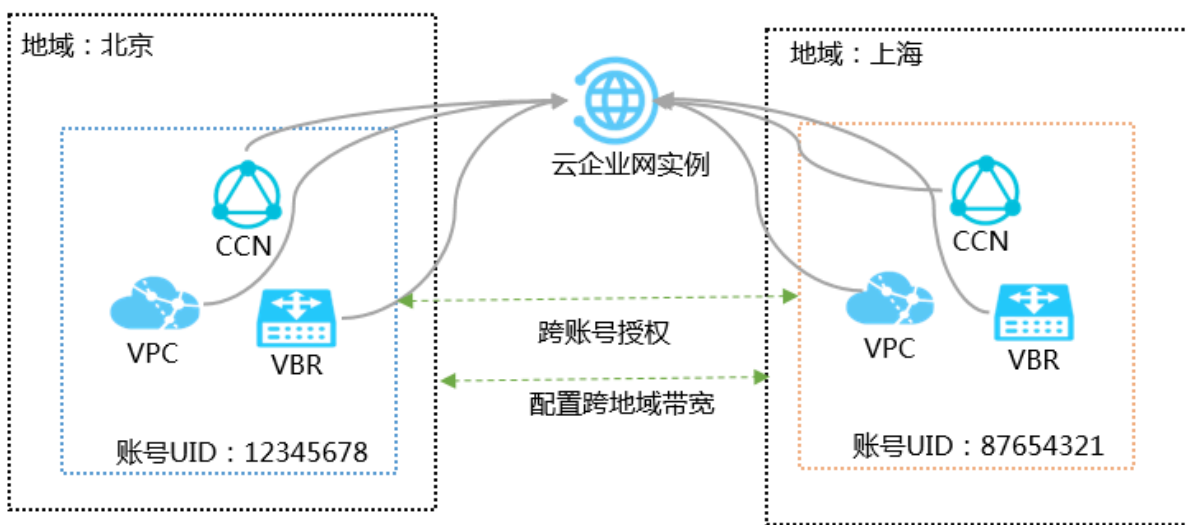 地域：北京
地域：上海
云企业网实例
CCN
CCN
VPC
VBR
跨账号授权
VPC
VBR
配置跨地域带宽
账号UID：12345678
账号UID：87654321